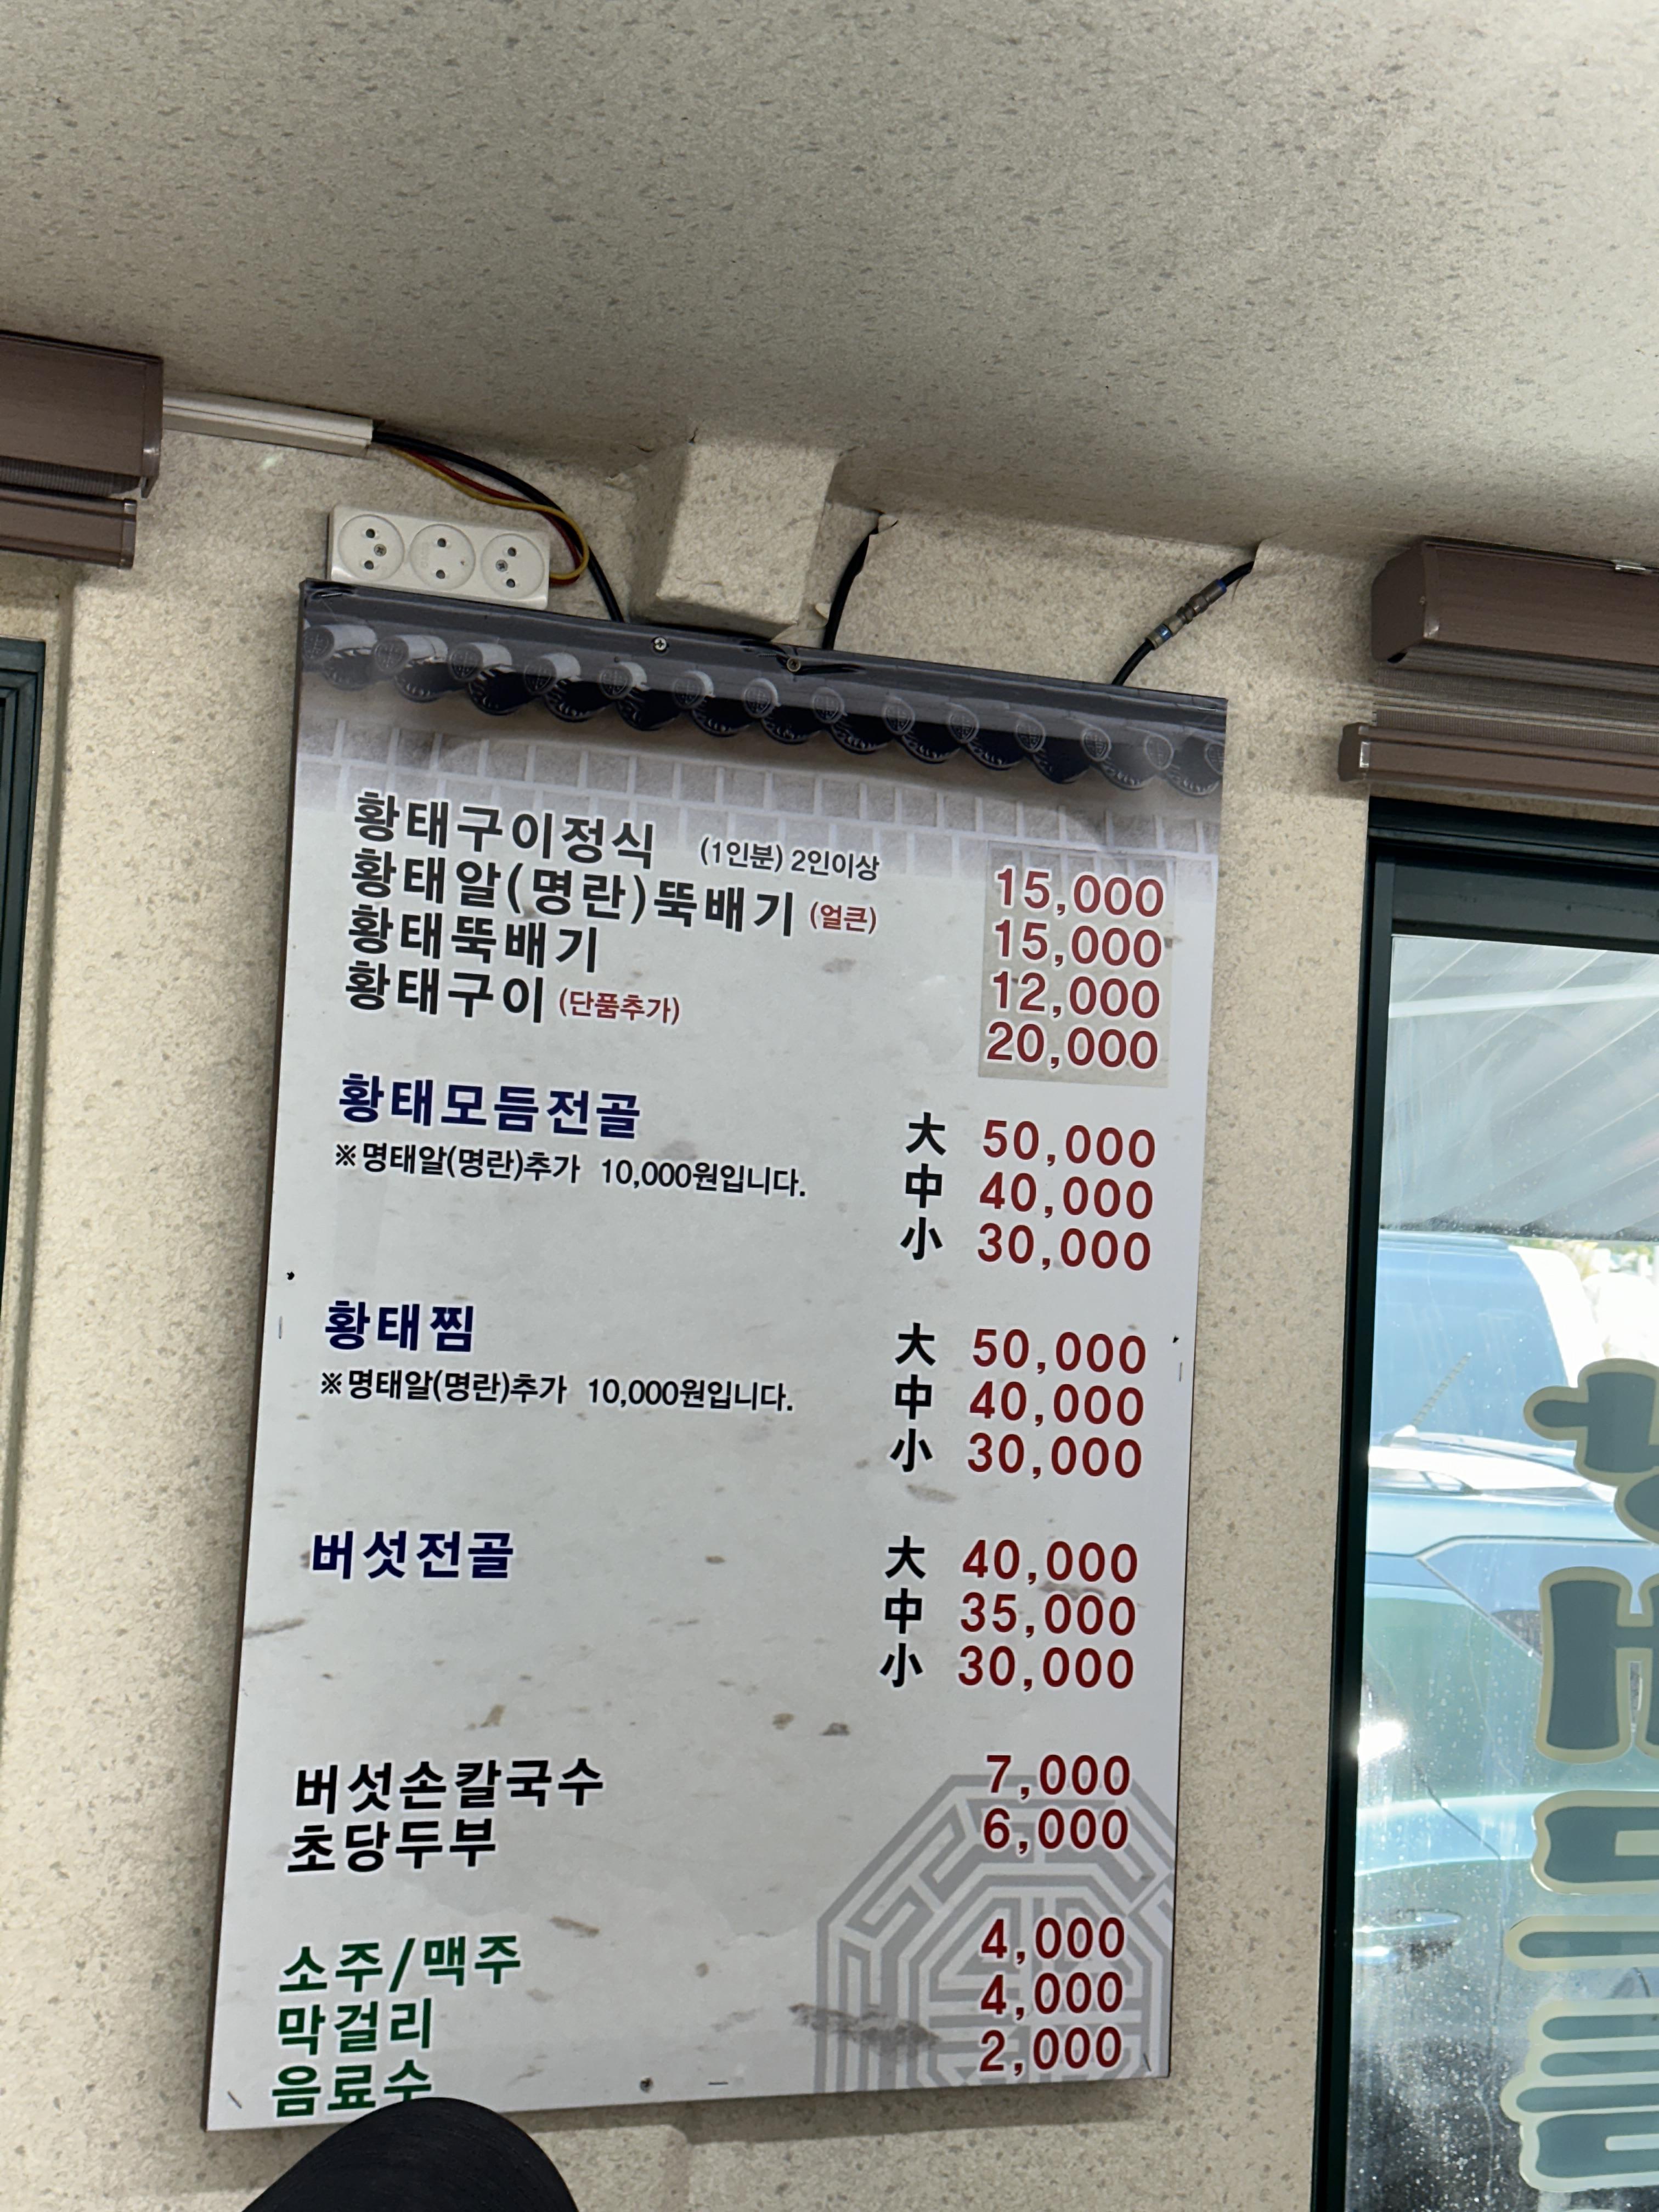 황태구이정식 (1인분) 2인이상 15,000
황태알(명란)뚝배기 (얼큰) 15,000
황태뚝배기 12,000
황태구이 (단품추가) 20,000
황태모듬전골 大 50,000
※명태알(명란)추가 10,000원입니다. 中 40,000
小 30,000
황태찜 大 50,000
※명태알(명란)추가 10,000원입니다. 中 40,000
小 30,000
버섯전골 大 40,000
中 35,000
小 30,000
버섯손칼국수 7,000
초당두부 6,000
소주/맥주 4,000
막걸리 4,000
음료수 2,000